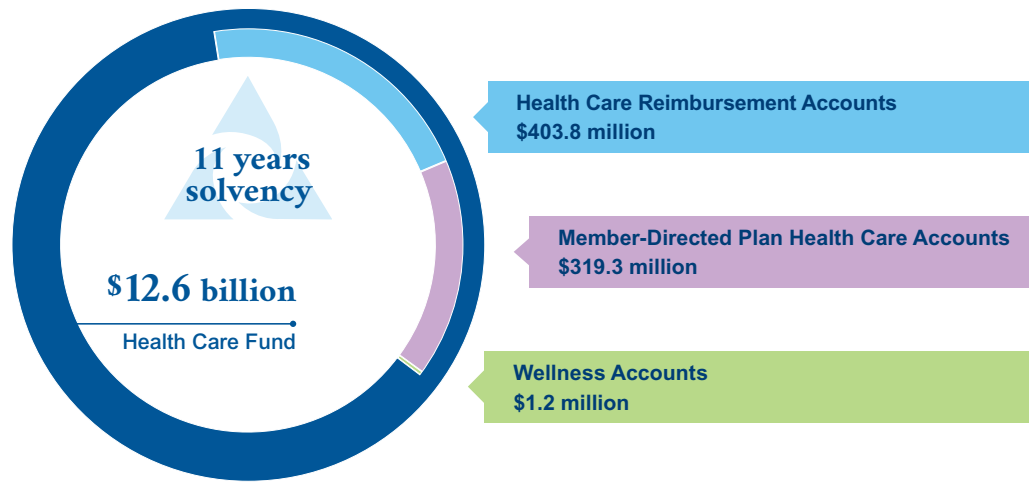 11 years
solvency
$12.6 billion
Health Care Fund
Health Care Reimbursement Accounts
$403.8 million
Member-Directed Plan Health Care Accounts
$319.3 million
Wellness Accounts
$1.2 million